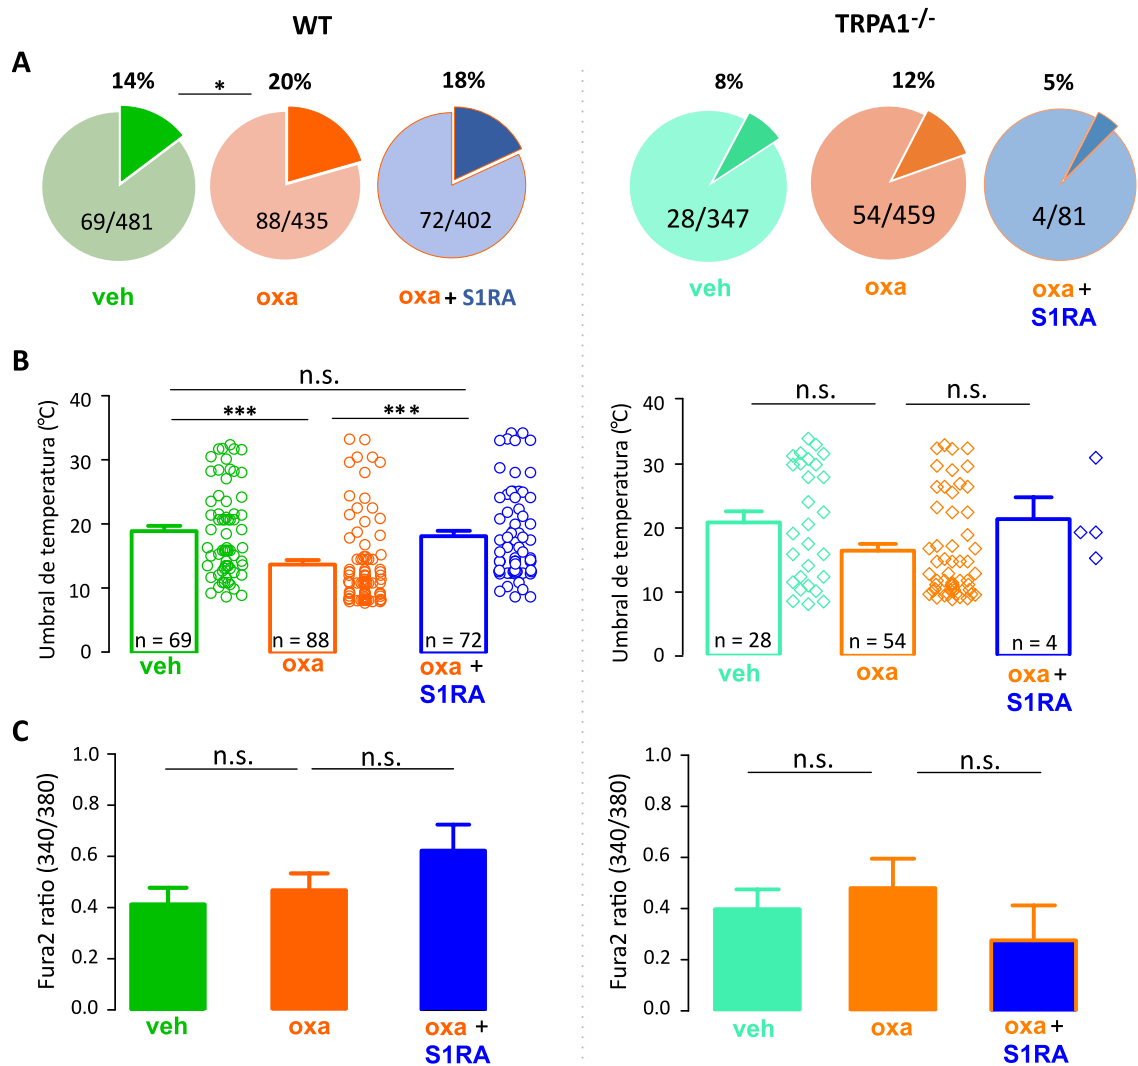 WT
TRPA1-/-
A
14%
*
20%
18%
8%
12%
5%
69/481
88/435
72/402
28/347
54/459
4/81
veh
oxa
oxa + S1RA
veh
oxa
oxa +
S1RA
B
n.s.
***
***
n.s.
n.s.
Umbral de temperatura (ºC)
40
30
20
10
0
n = 69
n = 88
n = 72
veh
oxa
oxa +
S1RA
Umbral de temperatura (ºC)
40
30
20
10
0
n = 28
n = 54
n = 4
veh
oxa
oxa +
S1RA
C
n.s.
n.s.
n.s.
n.s.
Fura2 ratio (340/380)
1.0
0.8
0.6
0.4
0.2
0.0
veh
oxa
oxa +
S1RA
Fura2 ratio (340/380)
1.0
0.8
0.6
0.4
0.2
0.0
veh
oxa
oxa +
S1RA